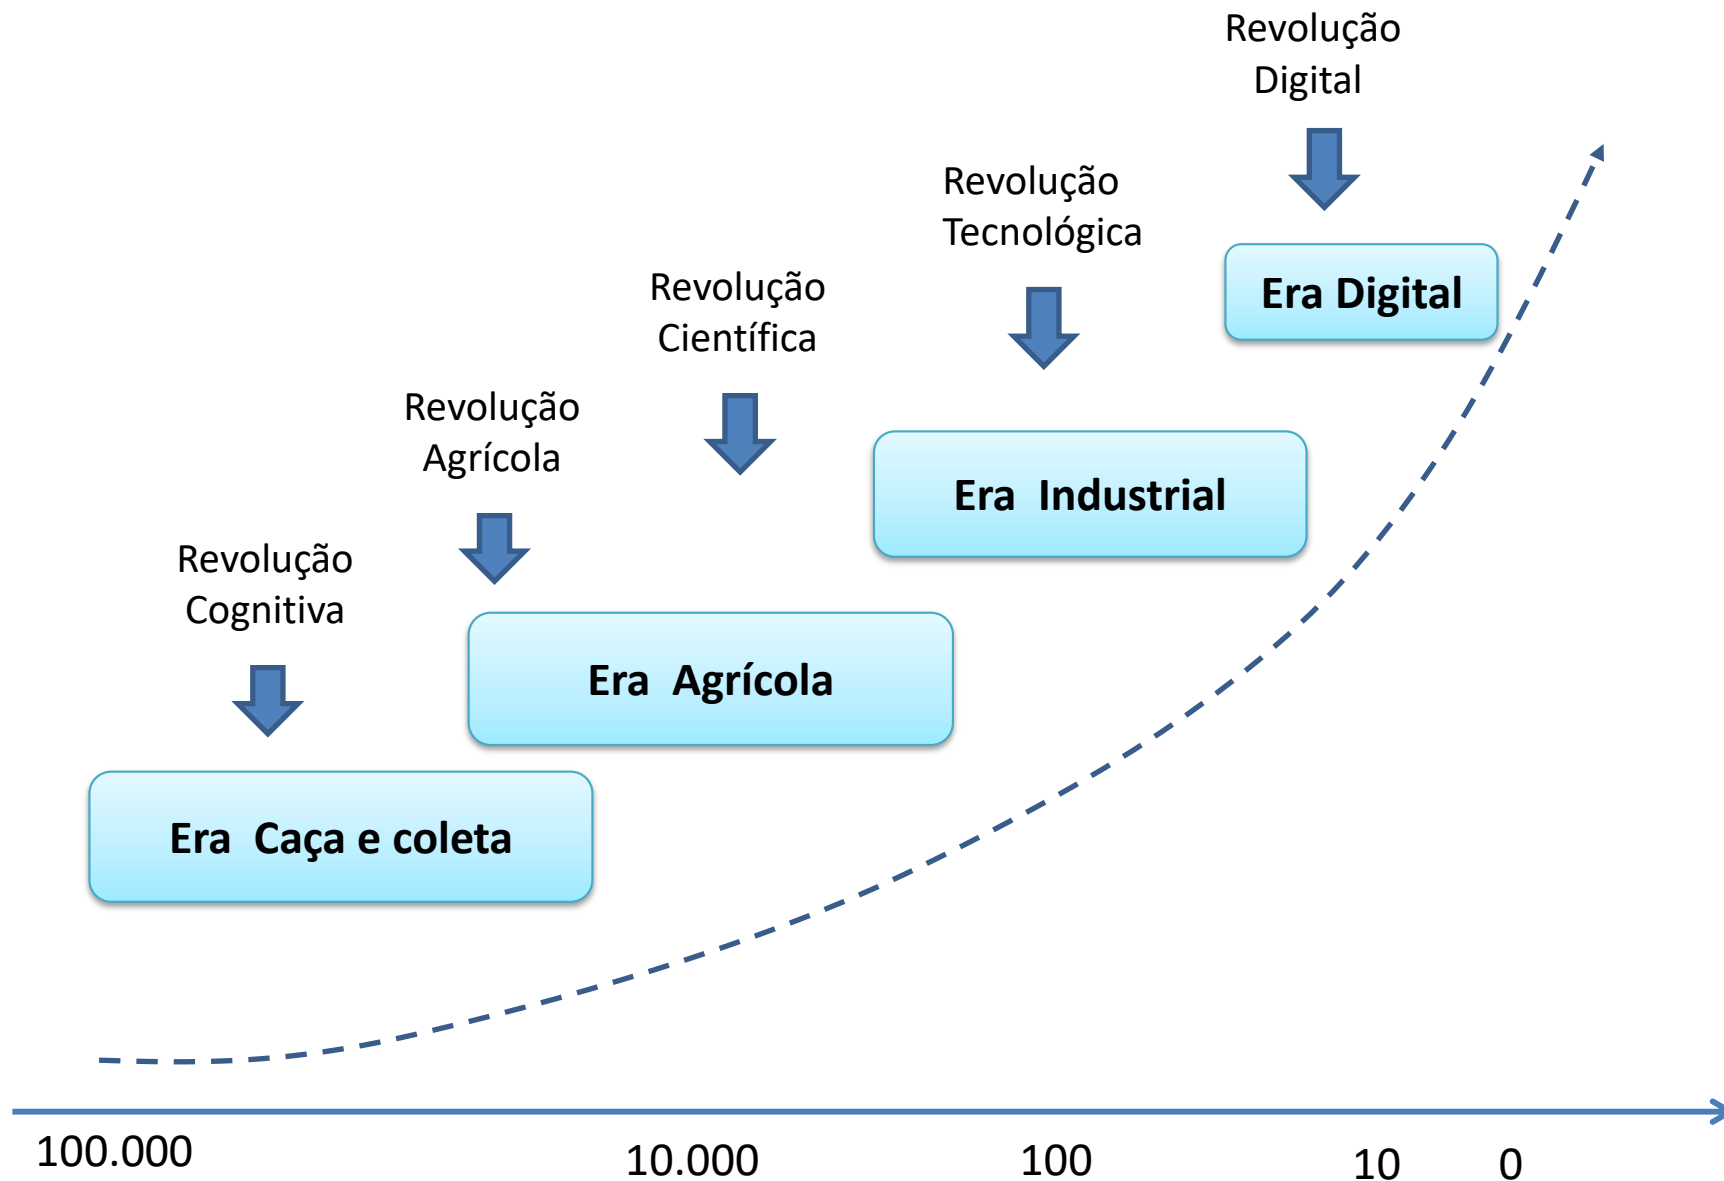 Revolução
Digital
Revolução
Tecnológica
Era Digital
Revolução
Científica
Revolução
Agrícola
Era  Industrial
Revolução
Cognitiva
Era  Agrícola
Era  Caça e coleta
100.000
10.000
100
10
0